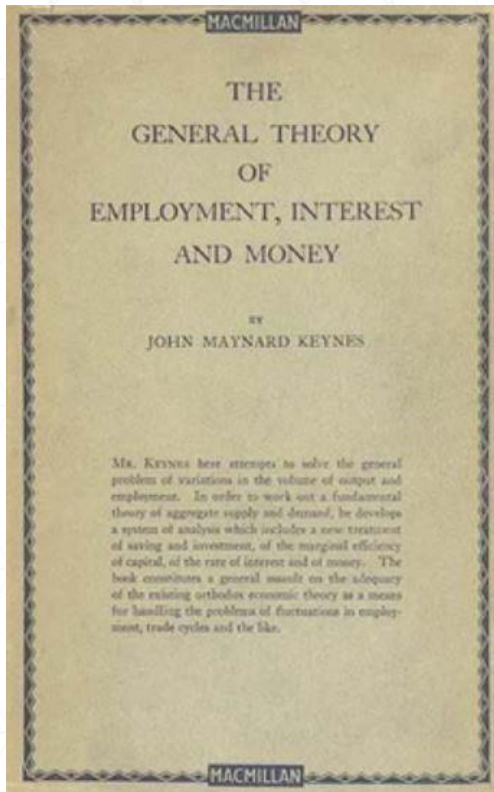 MACMILLAN
THE
GENERAL THEORY
OF
EMPLOYMENT, INTEREST
AND MONEY
BY
JOHN MAYNARD KEYNES
MR. KEYNES here attempts to solve the general
problem of variations in the volume of output and
employment. In order to work out a fundamental
theory of aggregate supply and demand, he develops
a system of analysis which includes a new treatment
of saving and investment, of the marginal efficiency
of capital, of the rate of interest and of money. The
book constitutes a general assault on the adequacy
of the existing orthodox economic theory as a means
for handling the problems of fluctuations in employ-
ment, trade cycles and the like.
MACMILLAN